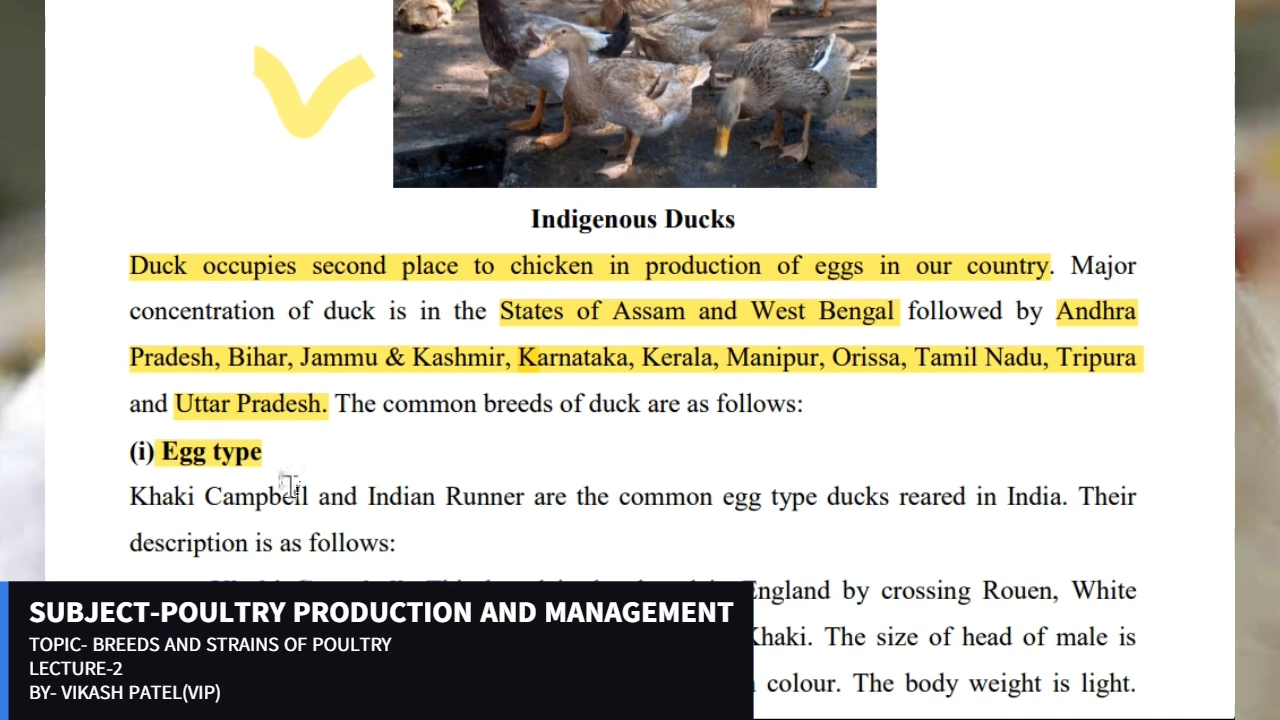 Indigenous Ducks
Duck occupies second place to chicken in production of eggs in our country. Major
concentration of duck is in the States of Assam and West Bengal followed by Andhra
Pradesh, Bihar, Jammu & Kashmir, Karnataka, Kerala, Manipur, Orissa, Tamil Nadu, Tripura
and Uttar Pradesh. The common breeds of duck are as follows:
(i) Egg type
Khaki Campbell and Indian Runner are the common egg type ducks reared in India. Their
description is as follows:
England by crossing Rouen, White
Khaki. The size of head of male is
colour. The body weight is light.
SUBJECT-POULTRY PRODUCTION AND MANAGEMENT
TOPIC- BREEDS AND STRAINS OF POULTRY
LECTURE-2
BY- VIKASH PATEL(VIP)